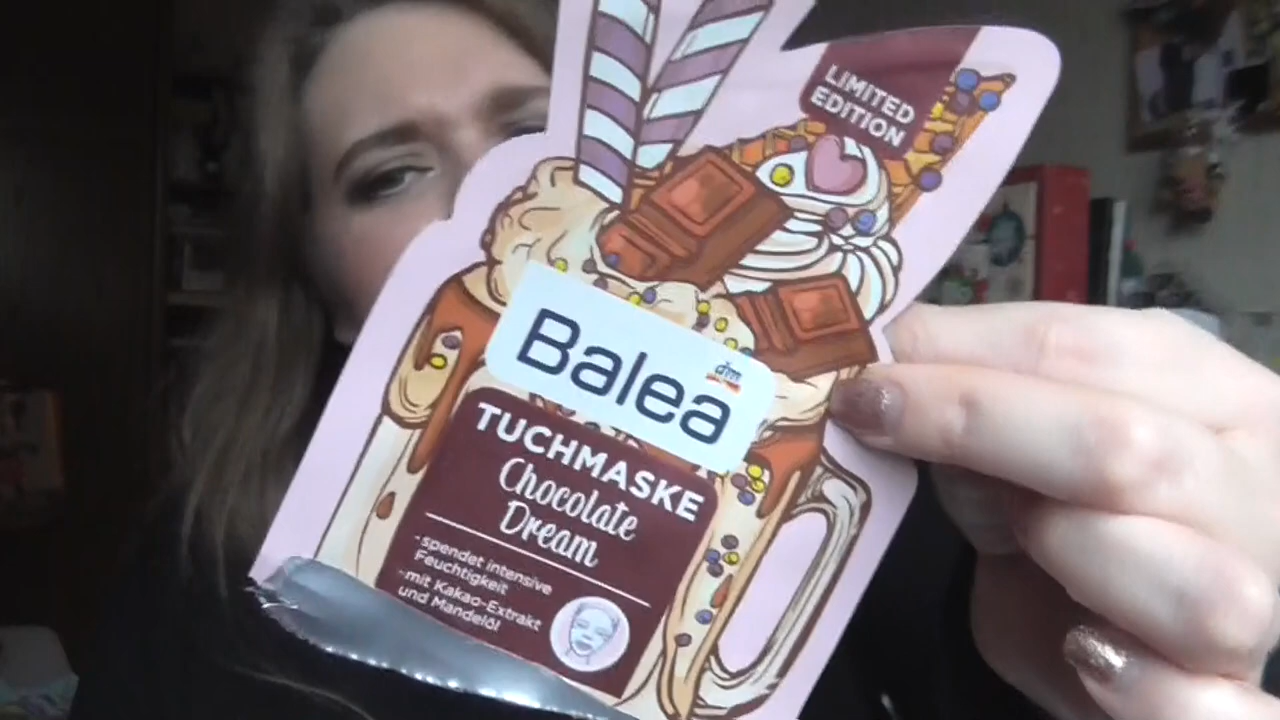 LIMITED
EDITION
Balea
dm
TUCHMASKE
Chocolate
Dream
-spendet intensive
Feuchtigkeit
-mit Kakao-Extrakt
und Mandelöl